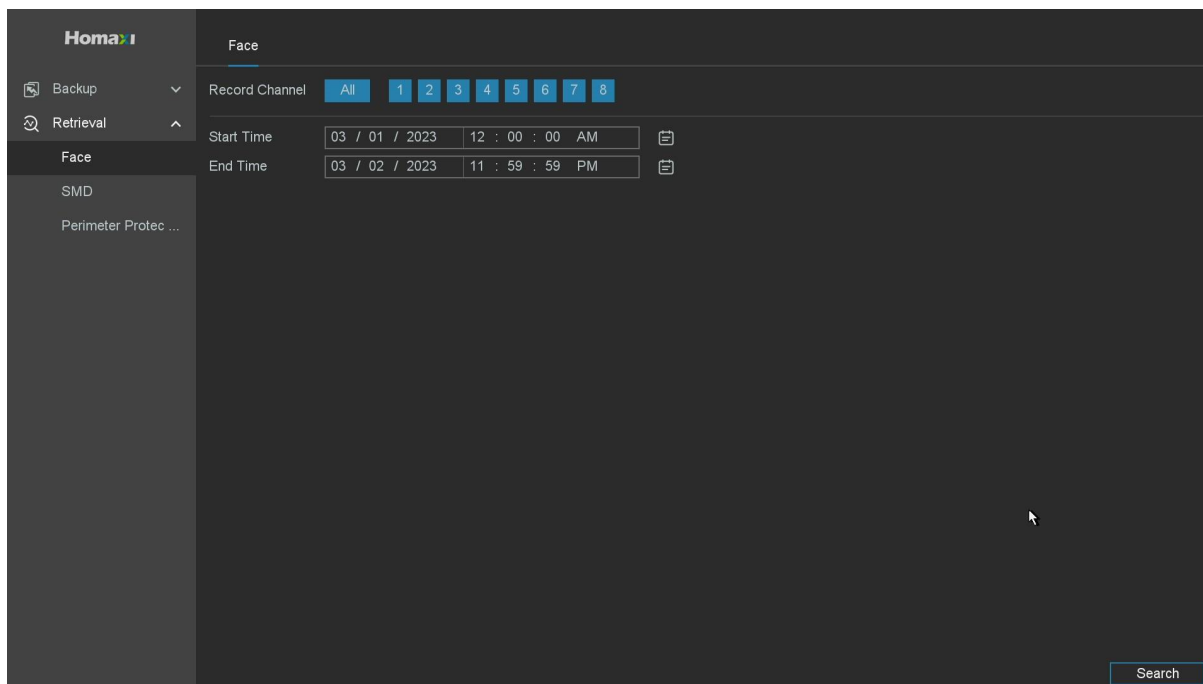 Homaxi
Face
Backup
Record Channel All 1 2 3 4 5 6 7 8
Retrieval
Start Time 03 / 01 / 2023 12 : 00 : 00 AM
Face
End Time 03 / 02 / 2023 11 : 59 : 59 PM
SMD
Perimeter Protec ...
Search